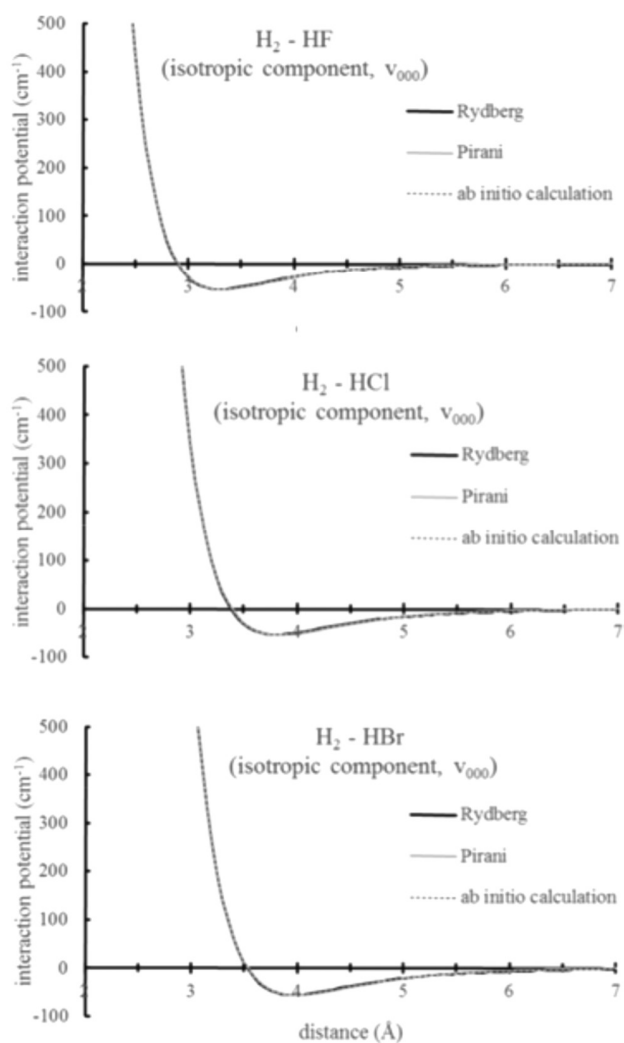 500
400
300
200
100
0
-100
interaction potential (cm⁻¹)
H₂ - HF
(isotropic component, v₀₀₀)
Rydberg
Pirani
ab initio calculation
2 3 4 5 6 7
500
400
300
200
100
0
-100
interaction potential (cm⁻¹)
H₂ - HCl
(isotropic component, v₀₀₀)
Rydberg
Pirani
ab initio calculation
2 3 4 5 6 7
500
400
300
200
100
0
-100
interaction potential (cm⁻¹)
H₂ - HBr
(isotropic component, v₀₀₀)
Rydberg
Pirani
ab initio calculation
2 3 4 5 6 7
distance (Å)